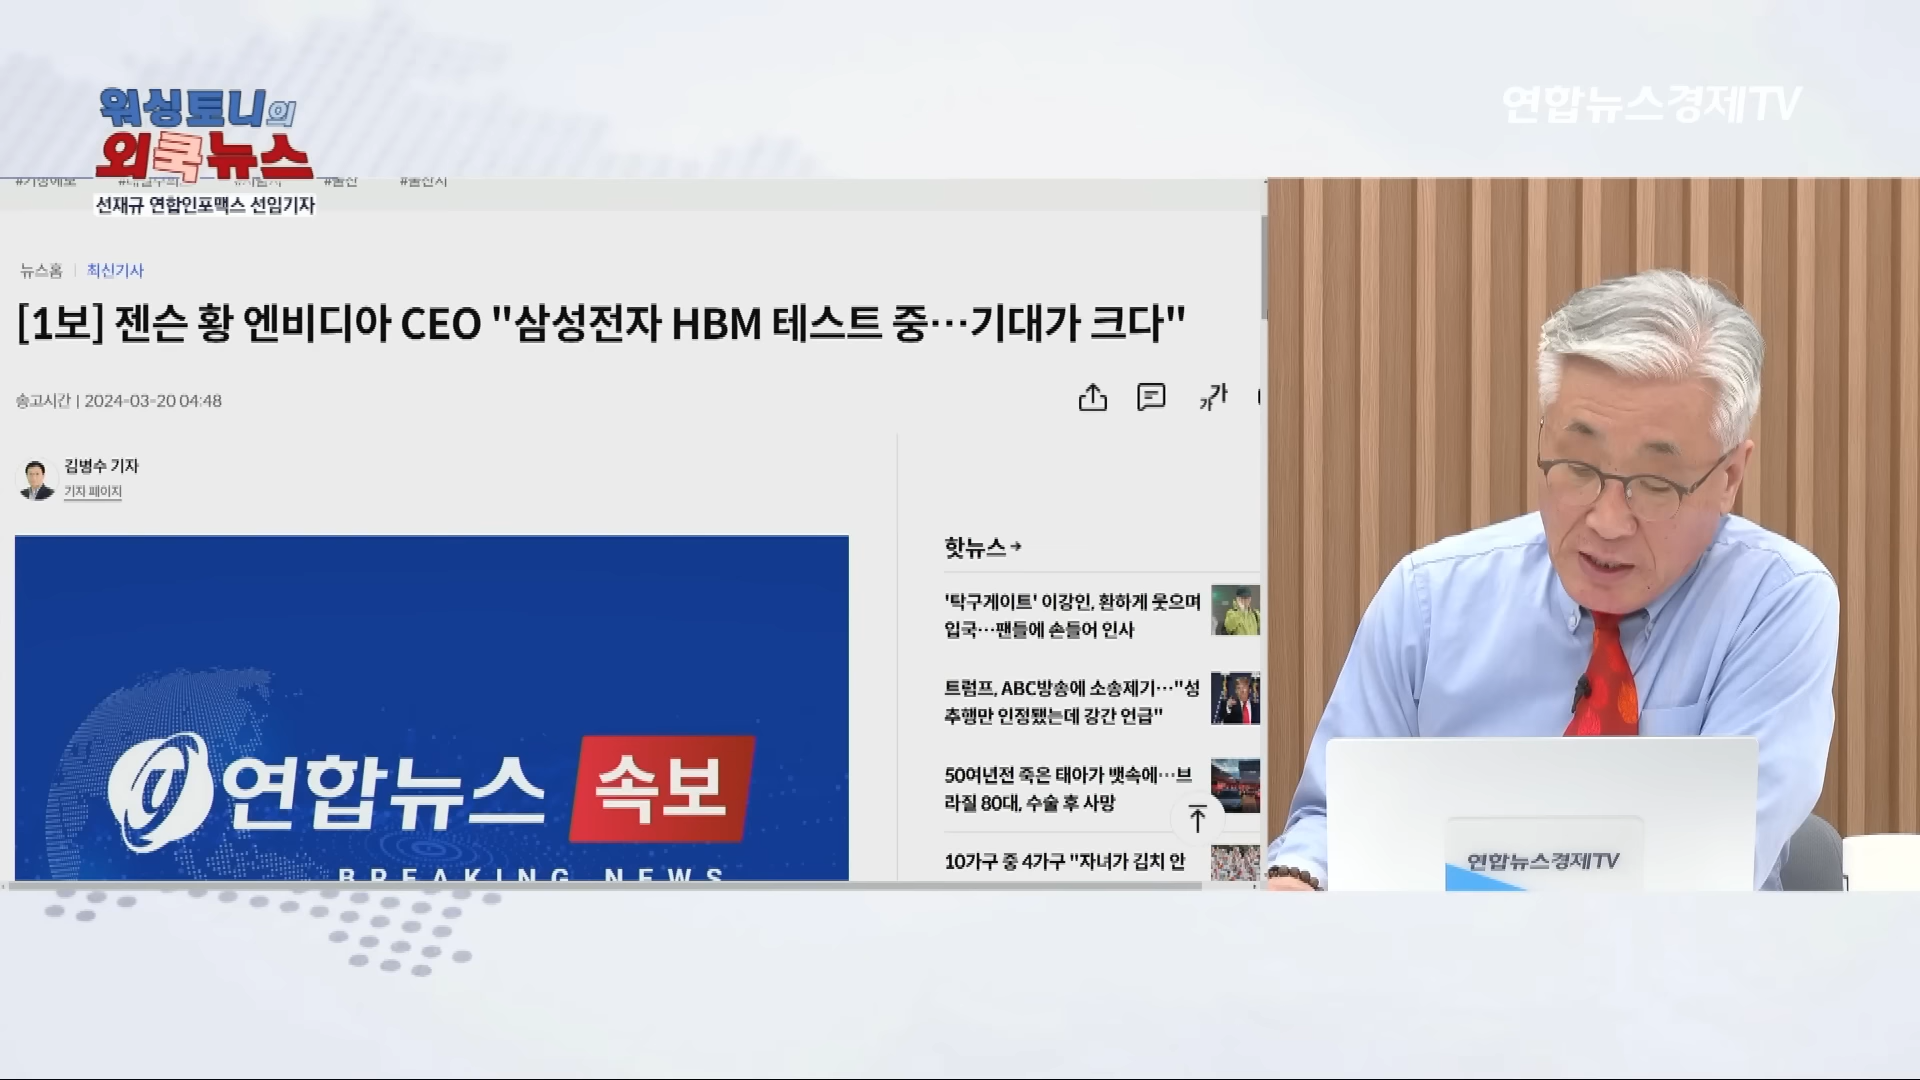 워싱토니의
외쿡뉴스
선재규 연합인포맥스 선임기자
연합뉴스경제TV
#울산
#울산시
뉴스홈 | 최신기사
[1보] 젠슨 황 엔비디아 CEO "삼성전자 HBM 테스트 중…기대가 크다"
송고시간 | 2024-03-20 04:48
가가
김병수 기자
기자 페이지
연합뉴스 속보
BREAKING NEWS
핫뉴스
'탁구게이트' 이강인, 환하게 웃으며
입국…팬들에 손들어 인사
트럼프, ABC방송에 소송제기…"성
추행만 인정됐는데 강간 언급"
50여년전 죽은 태아가 뱃속에…브
라질 80대, 수술 후 사망
10가구 중 4가구 "자녀가 김치 안
연합뉴스경제TV